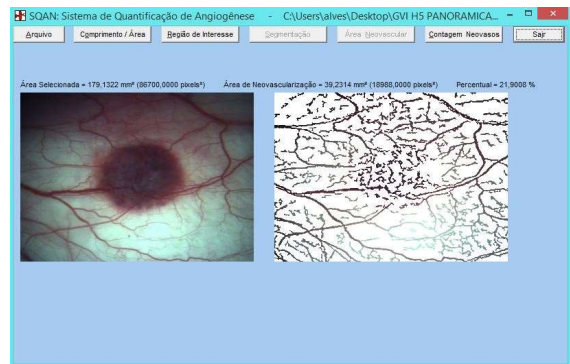 SQAN: Sistema de Quantificação de Angiogênese - C:\Users\alves\Desktop\GVI H5 PANORAMICA...
Arquivo Comprimento / Área Região de Interesse Segmentação Área Neovascular Contagem Neovasos Sair
Área Selecionada = 179,1322 mm² (86700,0000 pixels²) Área de Neovascularização = 39,2314 mm² (18988,0000 pixels²) Percentual = 21,9008 %